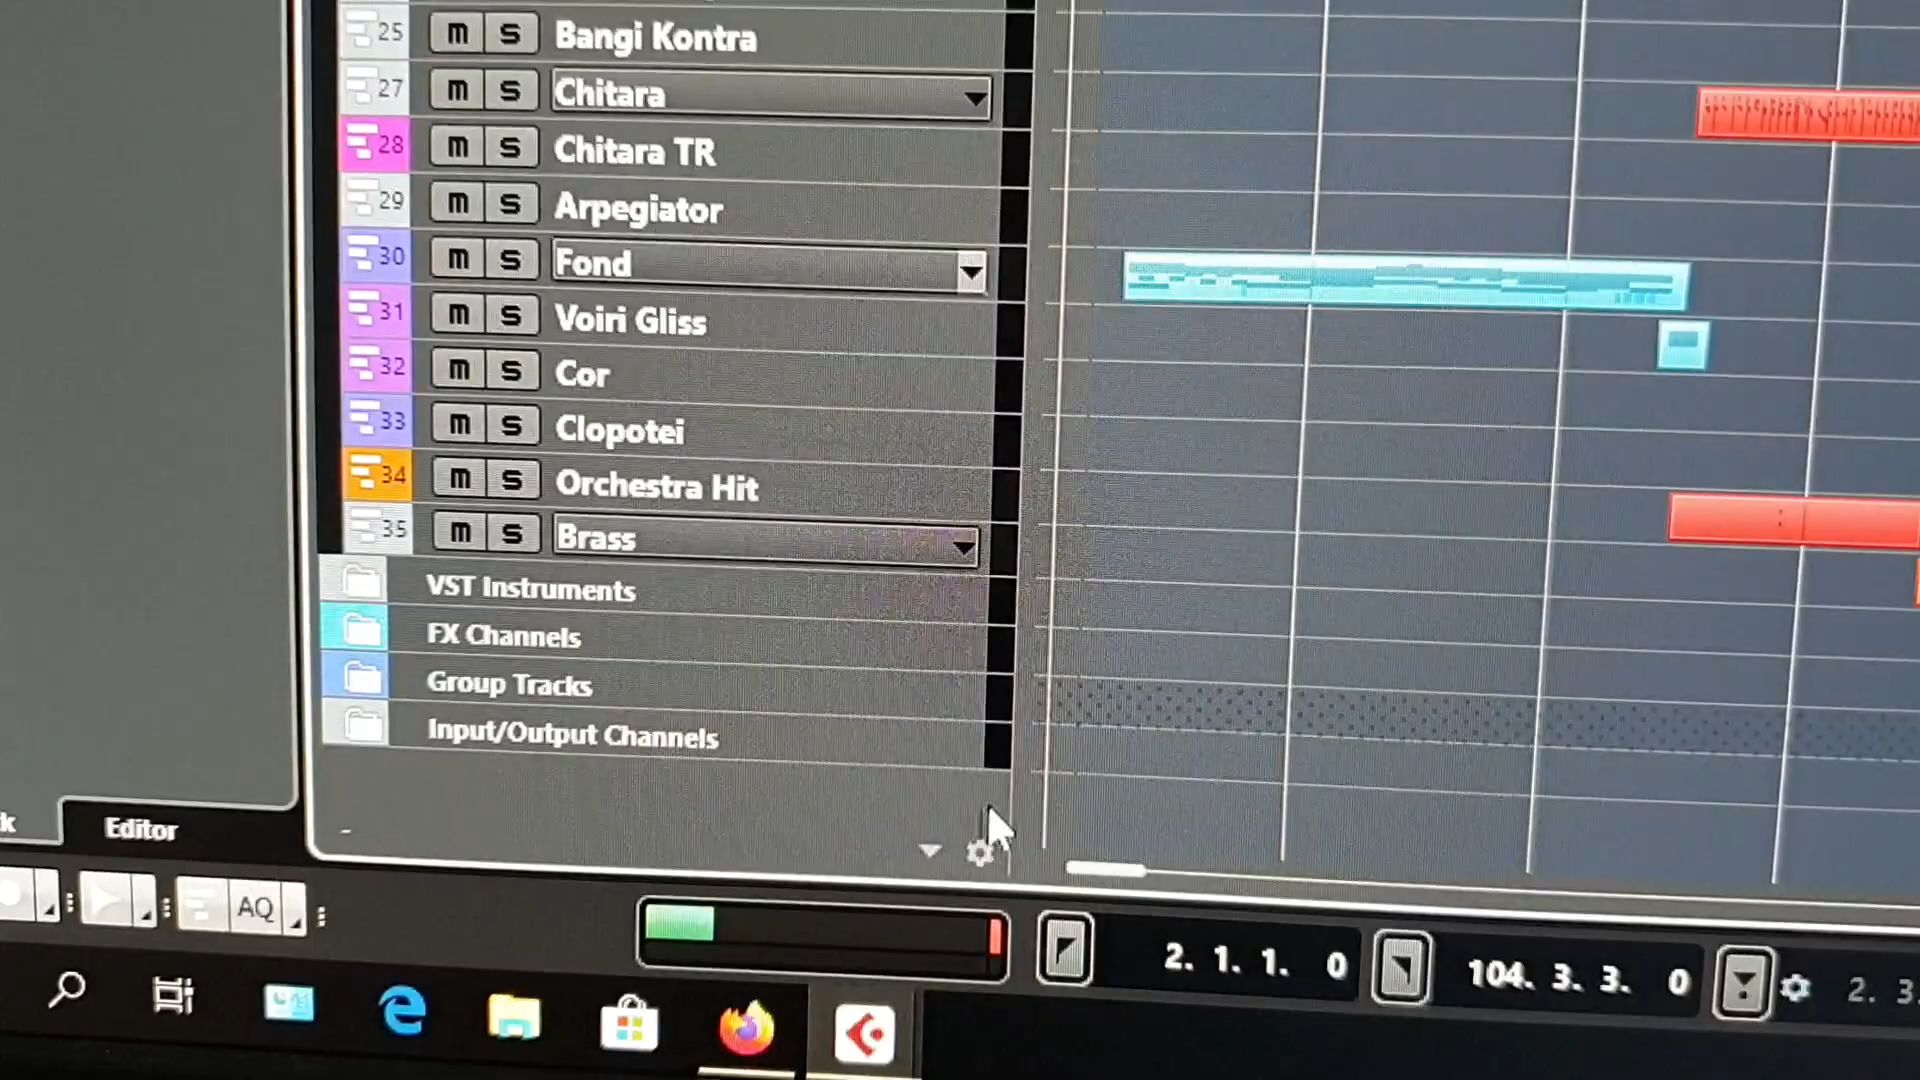 25 m S Bangi Kontra
27 m S Chitara
28 m S Chitara TR
29 m S Arpegiator
30 m S Fond
31 m S Voiri Gliss
32 m S Cor
33 m S Clopotei
34 m S Orchestra Hit
35 m S Brass
VST Instruments
FX Channels
Group Tracks
Input/Output Channels
k Editor
AQ
2. 1. 1. 0
104. 3. 3. 0
2. 3.